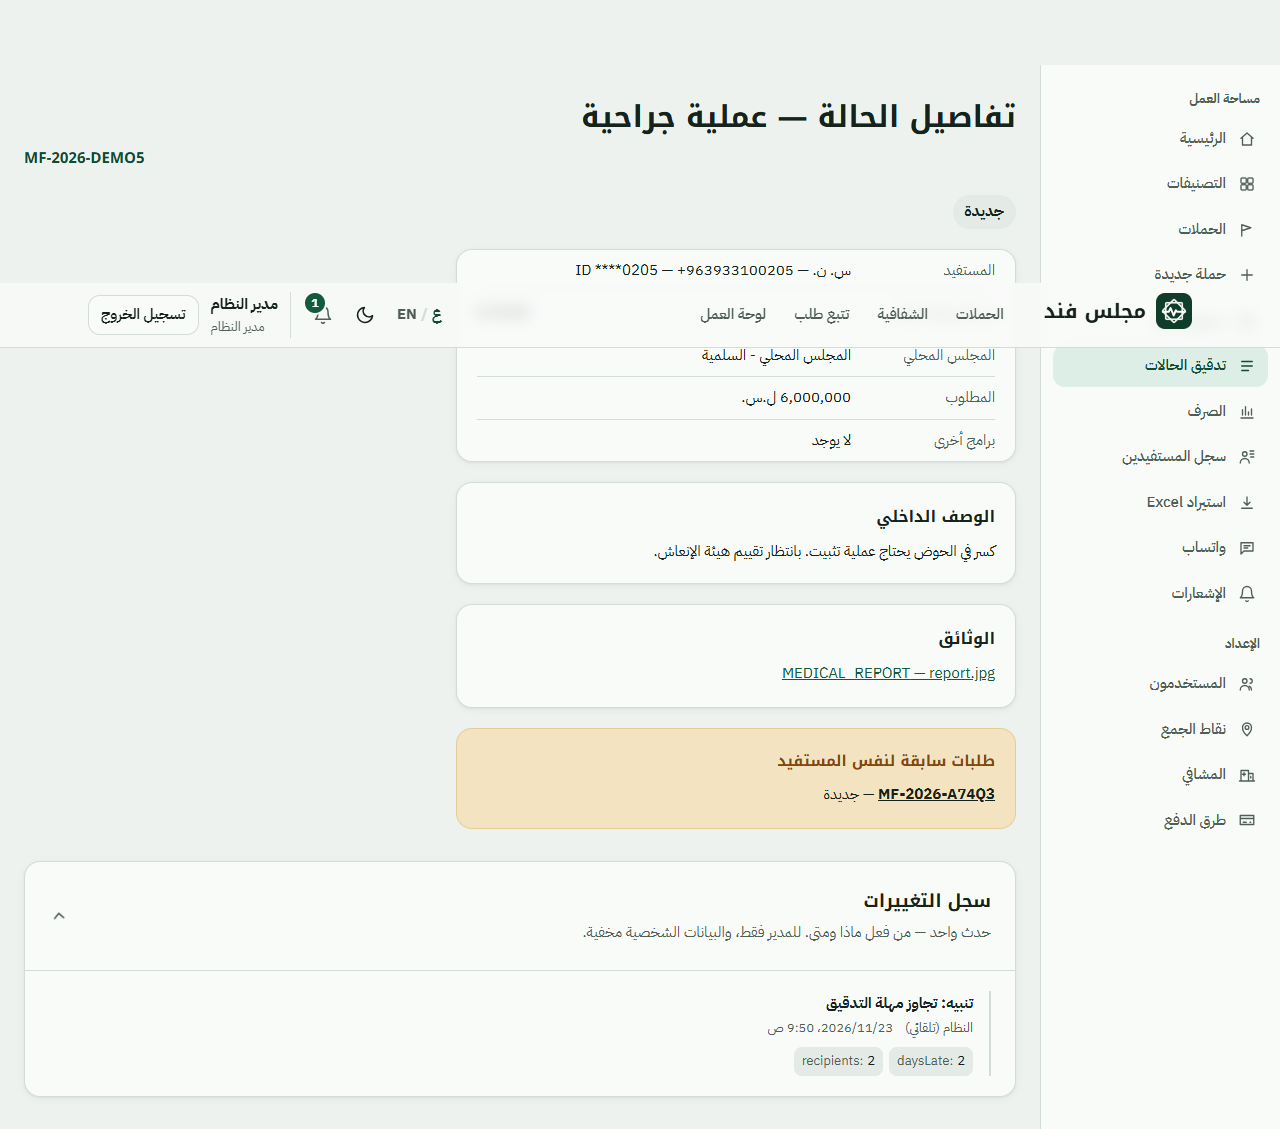 تفاصيل الحالة — عملية جراحية
MF-2026-DEMO5
جديدة
المستفيد
س. ن. — +963933100205 — ID ****0205
مجلس فند
الحملات
الشفافية
تتبع طلب
لوحة العمل
ع / EN
1
مدير النظام
مدير النظام
تسجيل الخروج
المجلس المحلي
المجلس المحلي - السلمية
المطلوب
6,000,000 ل.س.
برامج أخرى
لا يوجد
الوصف الداخلي
كسر في الحوض يحتاج عملية تثبيت. بانتظار تقييم هيئة الإنعاش.
الوثائق
MEDICAL_REPORT — report.jpg
طلبات سابقة لنفس المستفيد
MF-2026-A74Q3 — جديدة
سجل التغييرات
حدث واحد — من فعل ماذا ومتى. للمدير فقط، والبيانات الشخصية مخفية.
تنبيه: تجاوز مهلة التدقيق
النظام (تلقائي) 2026/11/23، 9:50 ص
daysLate: 2
recipients: 2
مساحة العمل
الرئيسية
التصنيفات
الحملات
حملة جديدة
تدقيق الحالات
الصرف
سجل المستفيدين
استيراد Excel
واتساب
الإشعارات
الإعداد
المستخدمون
نقاط الجمع
المشافي
طرق الدفع